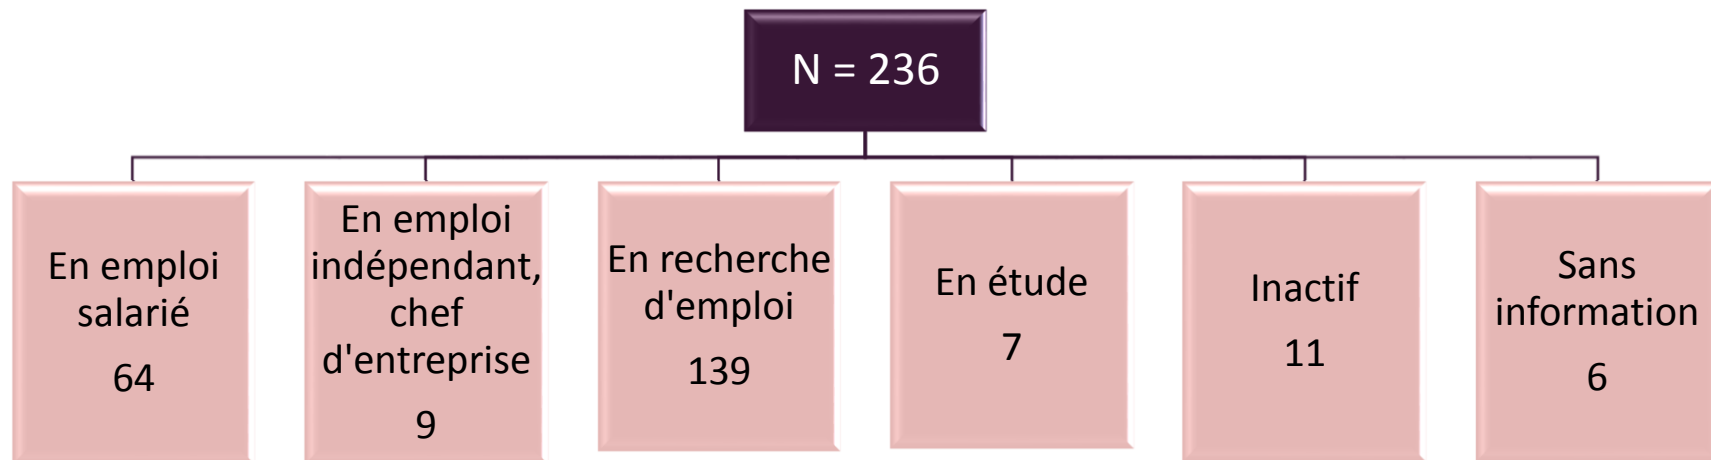 N = 236
En emploi
salarié
64
En emploi
indépendant,
chef
d'entreprise
9
En recherche
d'emploi
139
En étude
7
Inactif
11
Sans
information
6